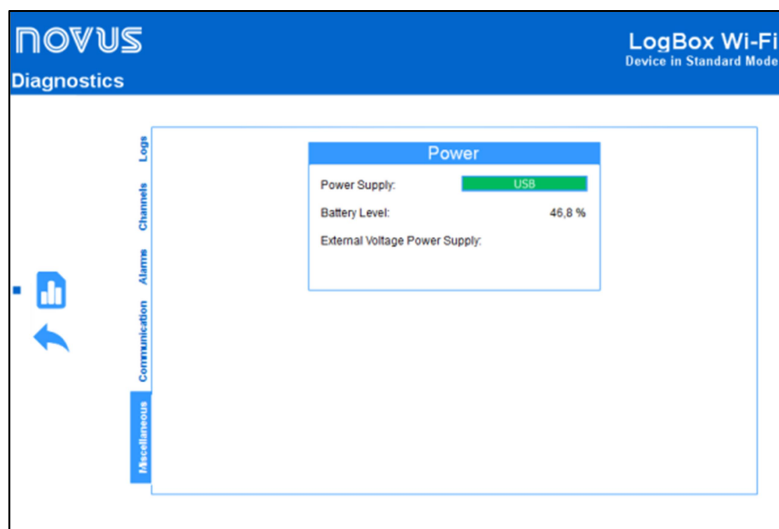 NOVUS
LogBox Wi-Fi
Device in Standard Mode
Diagnostics
Logs
Channels
Alarms
Communication
Miscellaneous
Power
Power Supply: USB
Battery Level: 46,8 %
External Voltage Power Supply: